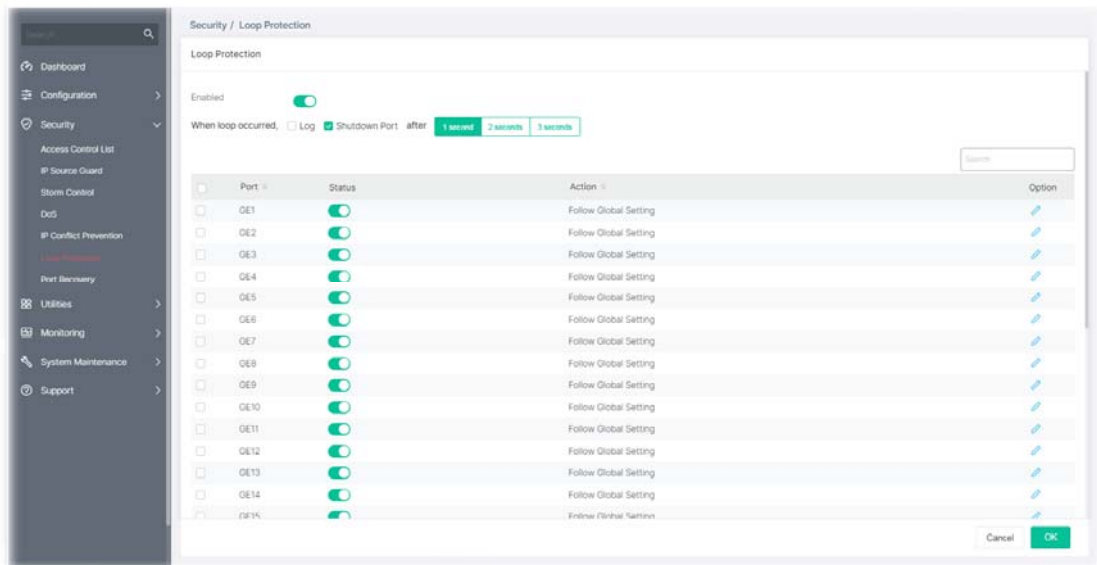 Security / Loop Protection
Loop Protection
Dashboard
Configuration
Security
Access Control List
IP Source Guard
Storm Control
DoS
IP Conflict Prevention
Loop Protection
Port Recovery
Utilities
Monitoring
System Maintenance
Support
Enabled
When loop occurred, Log Shutdown Port after 1 second 2 seconds 3 seconds
Search
Port Status Action Option
GE1 Follow Global Setting
GE2 Follow Global Setting
GE3 Follow Global Setting
GE4 Follow Global Setting
GE5 Follow Global Setting
GE6 Follow Global Setting
GE7 Follow Global Setting
GE8 Follow Global Setting
GE9 Follow Global Setting
GE10 Follow Global Setting
GE11 Follow Global Setting
GE12 Follow Global Setting
GE13 Follow Global Setting
GE14 Follow Global Setting
GE15 Follow Global Setting
Cancel OK